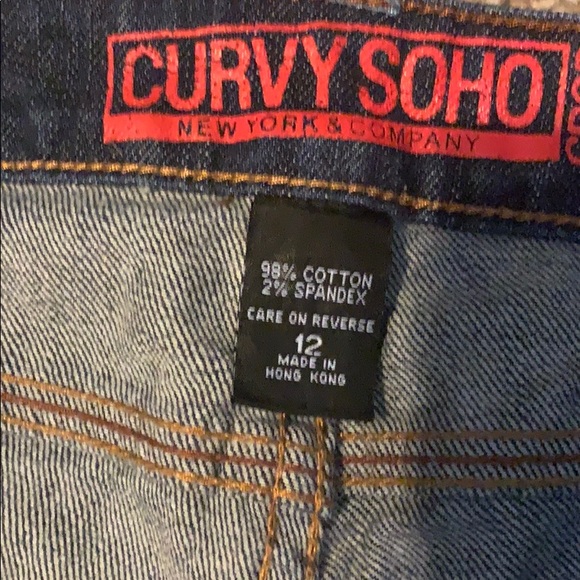 CURVY SOHO
NEW YORK & COMPANY
98% COTTON
2% SPANDEX
CARE ON REVERSE
12
MADE IN
HONG KONG